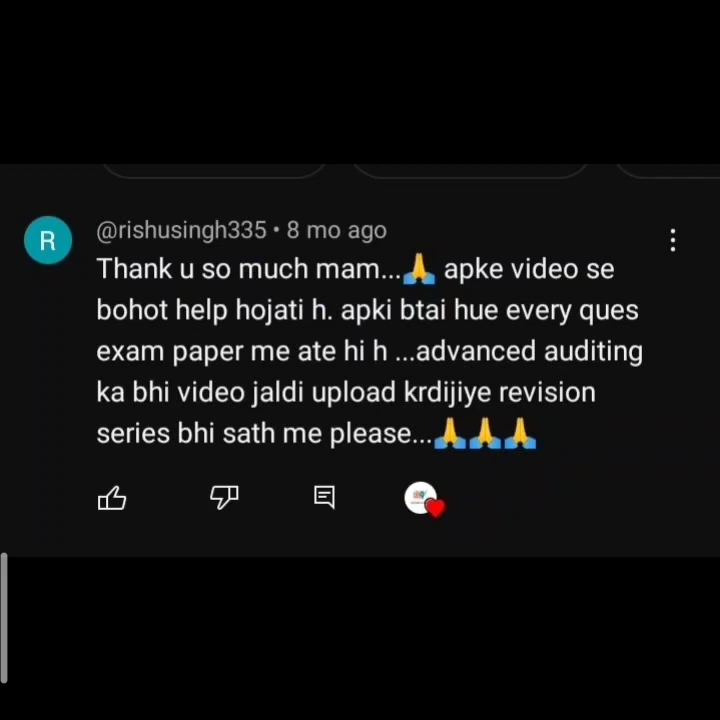 R
@rishusingh335 • 8 mo ago
Thank u so much mam...🙏 apke video se
bohot help hojati h. apki btai hue every ques
exam paper me ate hi h ...advanced auditing
ka bhi video jaldi upload krdijiye revision
series bhi sath me please...🙏🙏🙏